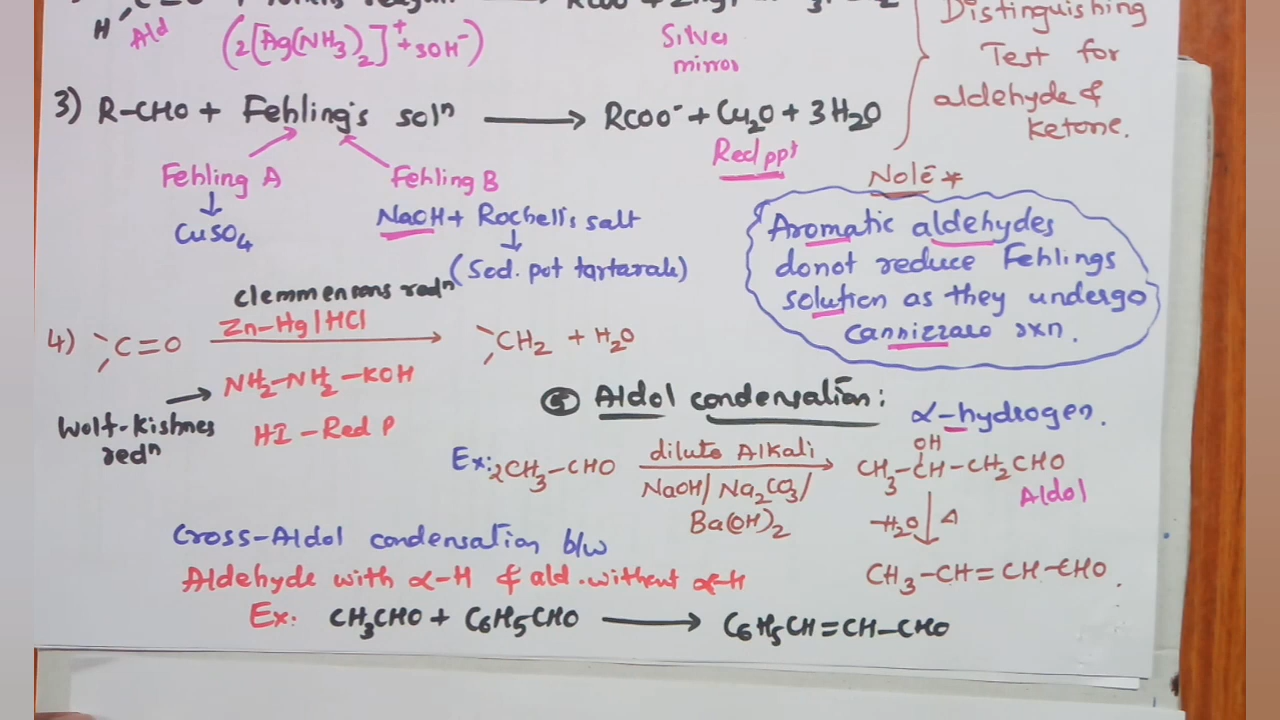 H Ald
(2[Ag(NH3)2]+ + 3OH-)
Silver
mirror
Distinguishing
Test for
aldehyde &
ketone.
3) R-CHO + Fehling's solⁿ ⟶ RCOO⁻ + Cu₂O + 3H₂O
Red ppt
Fehling A
↓
CuSO₄
Fehling B
NaOH + Rochell's salt
↓
(Sod. pot tartarate)
Note *
Aromatic aldehydes
donot reduce Fehlings
solution as they undergo
cannizzaro rxn.
clemmensons redⁿ
4) >C=O Zn-Hg/HCl ⟶ >CH₂ + H₂O
Wolf-Kishnes
redⁿ
→ NH₂-NH₂-KOH
HI - Red P
⑤ Aldol condensation:
α-hydrogen.
Ex: 2CH₃-CHO ⟶ CH₃-CH-CH₂CHO
OH
dilute Alkali
NaOH/Na₂CO₃/
Ba(OH)₂
Aldol
-H₂O ↓ Δ
CH₃-CH=CH-CHO.
Cross-Aldol condensation b/w
Aldehyde with α-H & ald. without α-H
Ex: CH₃CHO + C₆H₅CHO ⟶ C₆H₅CH=CH-CHO